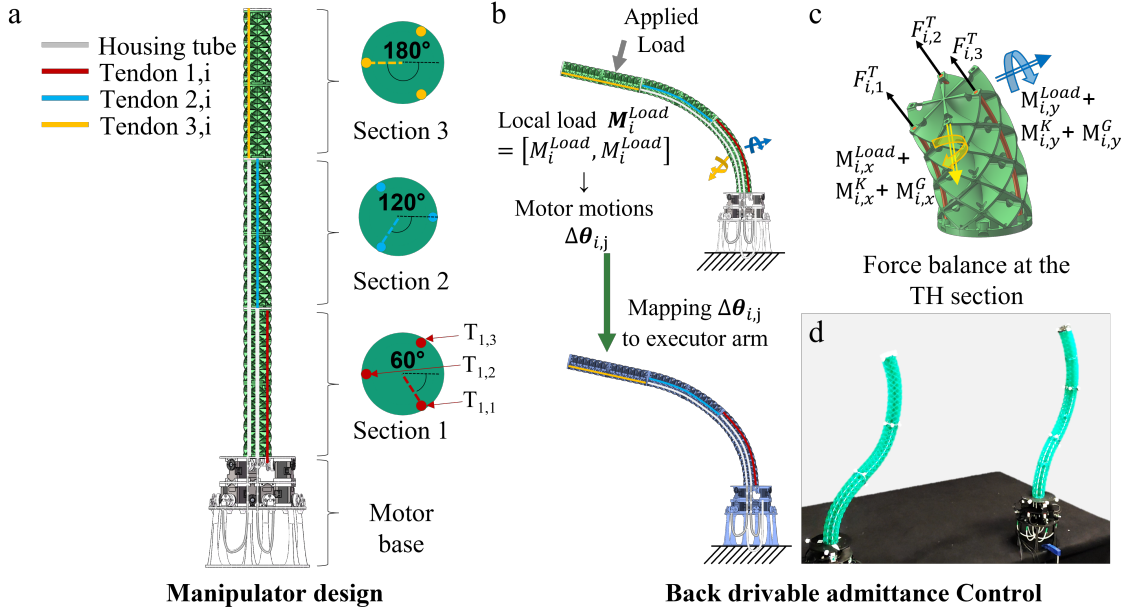 a
Housing tube
Tendon 1,i
Tendon 2,i
Tendon 3,i
180°
Section 3
120°
Section 2
60°
T1,3
T1,2
T1,1
Section 1
Motor
base
Manipulator design
b
Applied
Load
Local load 𝑴_i^Load
= [M_i^Load, M_i^Load]
↓
Motor motions
Δ𝜽i,j
Mapping Δ𝜽i,j
to executor arm
c
F_i,2^T
F_i,3^T
F_i,1^T
M_i,y^Load+
M_i,y^K+ M_i,y^G
M_i,x^Load+
M_i,x^K+ M_i,x^G
Force balance at the
TH section
d
Back drivable admittance Control